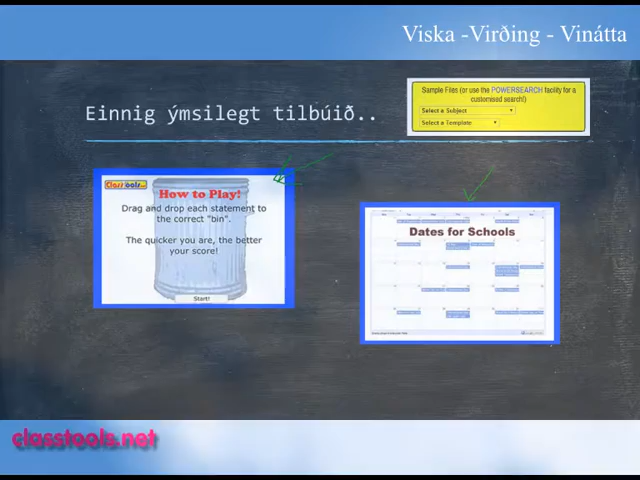 Viska -Virðing - Vinátta
Sample Files (or use the POWERSEARCH facility for a
customised search!)
Select a Subject
Select a Template
Einnig ýmsilegt tilbúið..
ClassTools
How to Play!
Drag and drop each statement to
the correct "bin".
The quicker you are, the better
your score!
Start!
Dates for Schools
classtools.net